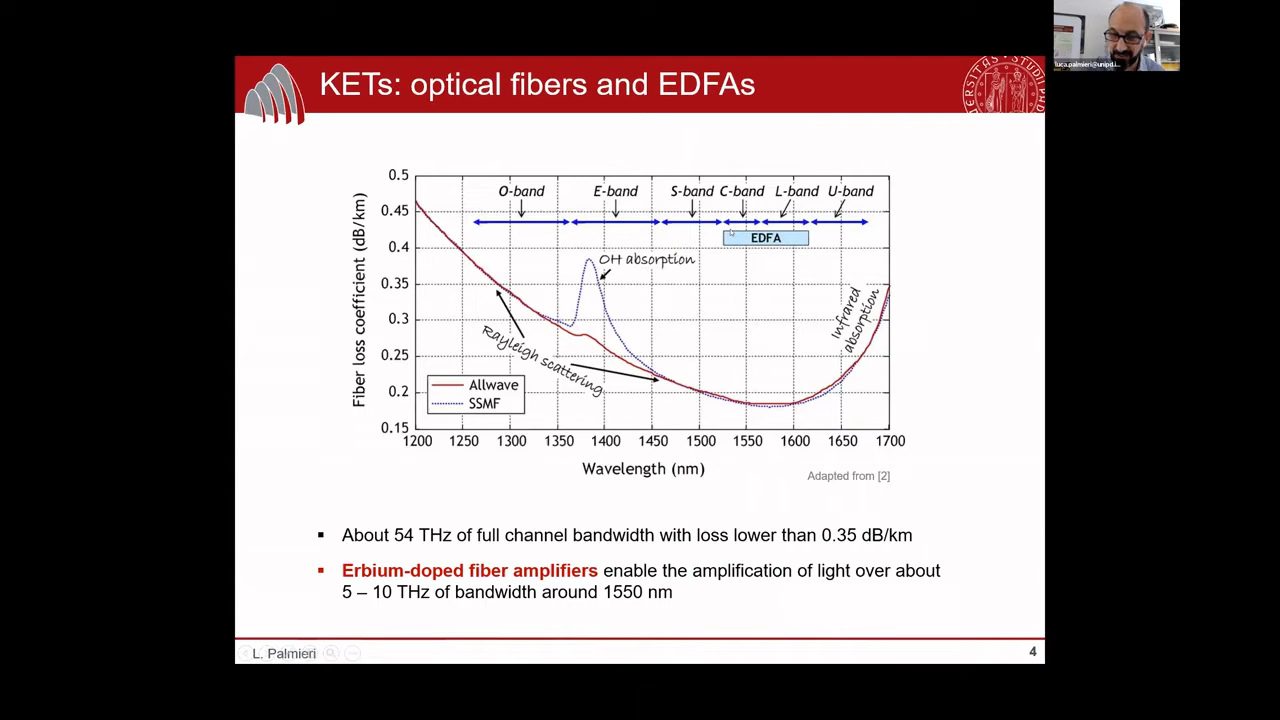 luca.palmieri@unipd.i...
KETs: optical fibers and EDFAs
Fiber loss coefficient (dB/km)
0.5
0.45
0.4
0.35
0.3
0.25
0.2
0.15
O-band
E-band
S-band
C-band
L-band
U-band
EDFA
OH absorption
Rayleigh scattering
Infrared
absorption
Allwave
SSMF
1200 1250 1300 1350 1400 1450 1500 1550 1600 1650 1700
Wavelength (nm)
Adapted from [2]
▪ About 54 THz of full channel bandwidth with loss lower than 0.35 dB/km
▪ Erbium-doped fiber amplifiers enable the amplification of light over about
5 – 10 THz of bandwidth around 1550 nm
L. Palmieri
4